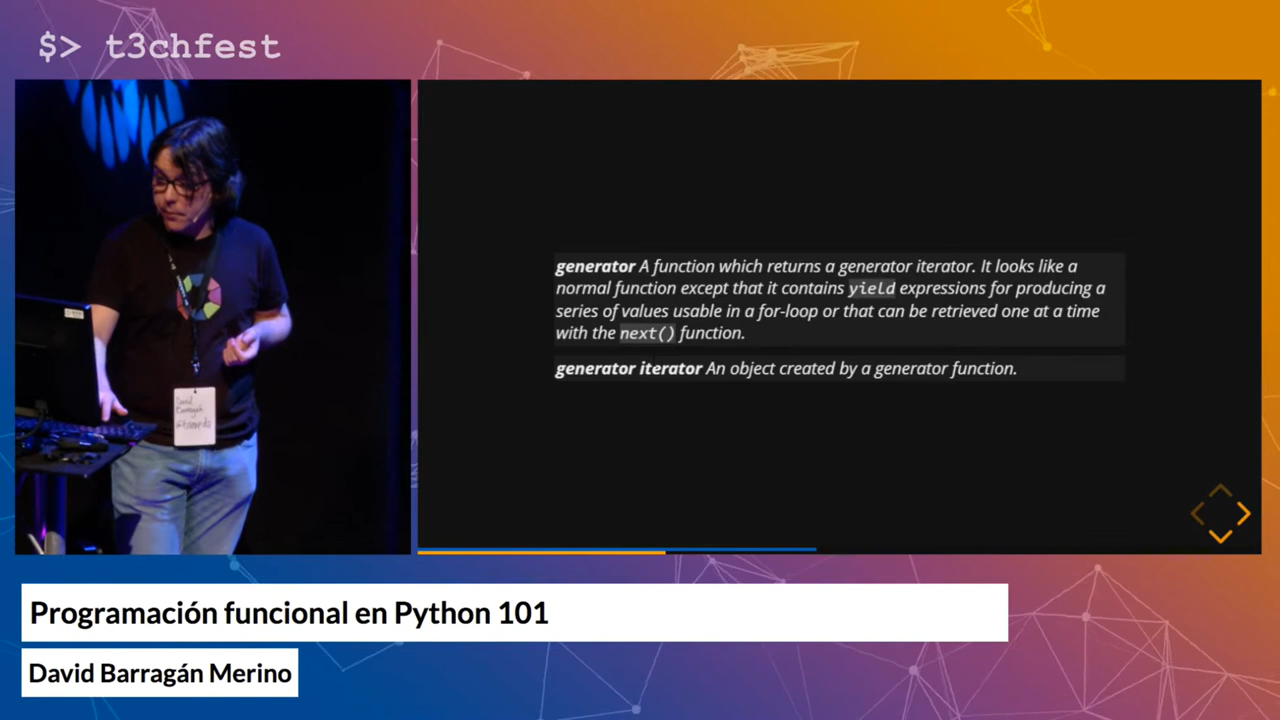 $> t3chfest
generator A function which returns a generator iterator. It looks like a
normal function except that it contains yield expressions for producing a
series of values usable in a for-loop or that can be retrieved one at a time
with the next() function.
generator iterator An object created by a generator function.
David
Barragán
Programación funcional en Python 101
David Barragán Merino